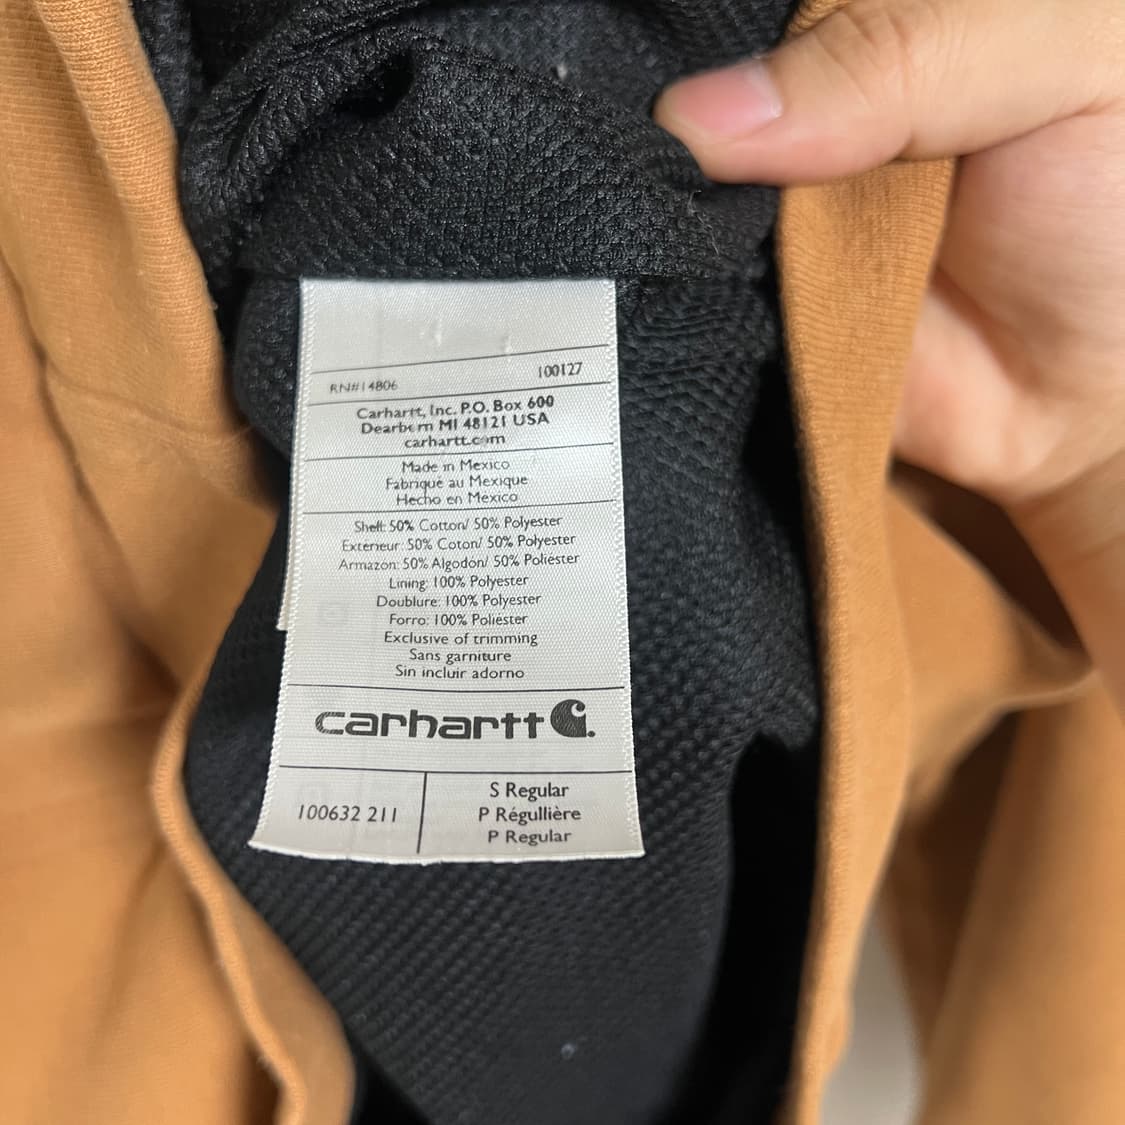 RN#14806
100127
Carhartt, Inc. P.O. Box 600
Dearborn MI 48121 USA
carhartt.com
Made in Mexico
Fabriqué au Mexique
Hecho en Mexico
Shell: 50% Cotton/ 50% Polyester
Extérieur: 50% Coton/ 50% Polyester
Armazon: 50% Algodon/ 50% Poliéster
Lining: 100% Polyester
Doublure: 100% Polyester
Forro: 100% Poliéster
Exclusive of trimming
Sans garniture
Sin incluir adorno
carhartt
100632 211
S Regular
P Régullière
P Regular